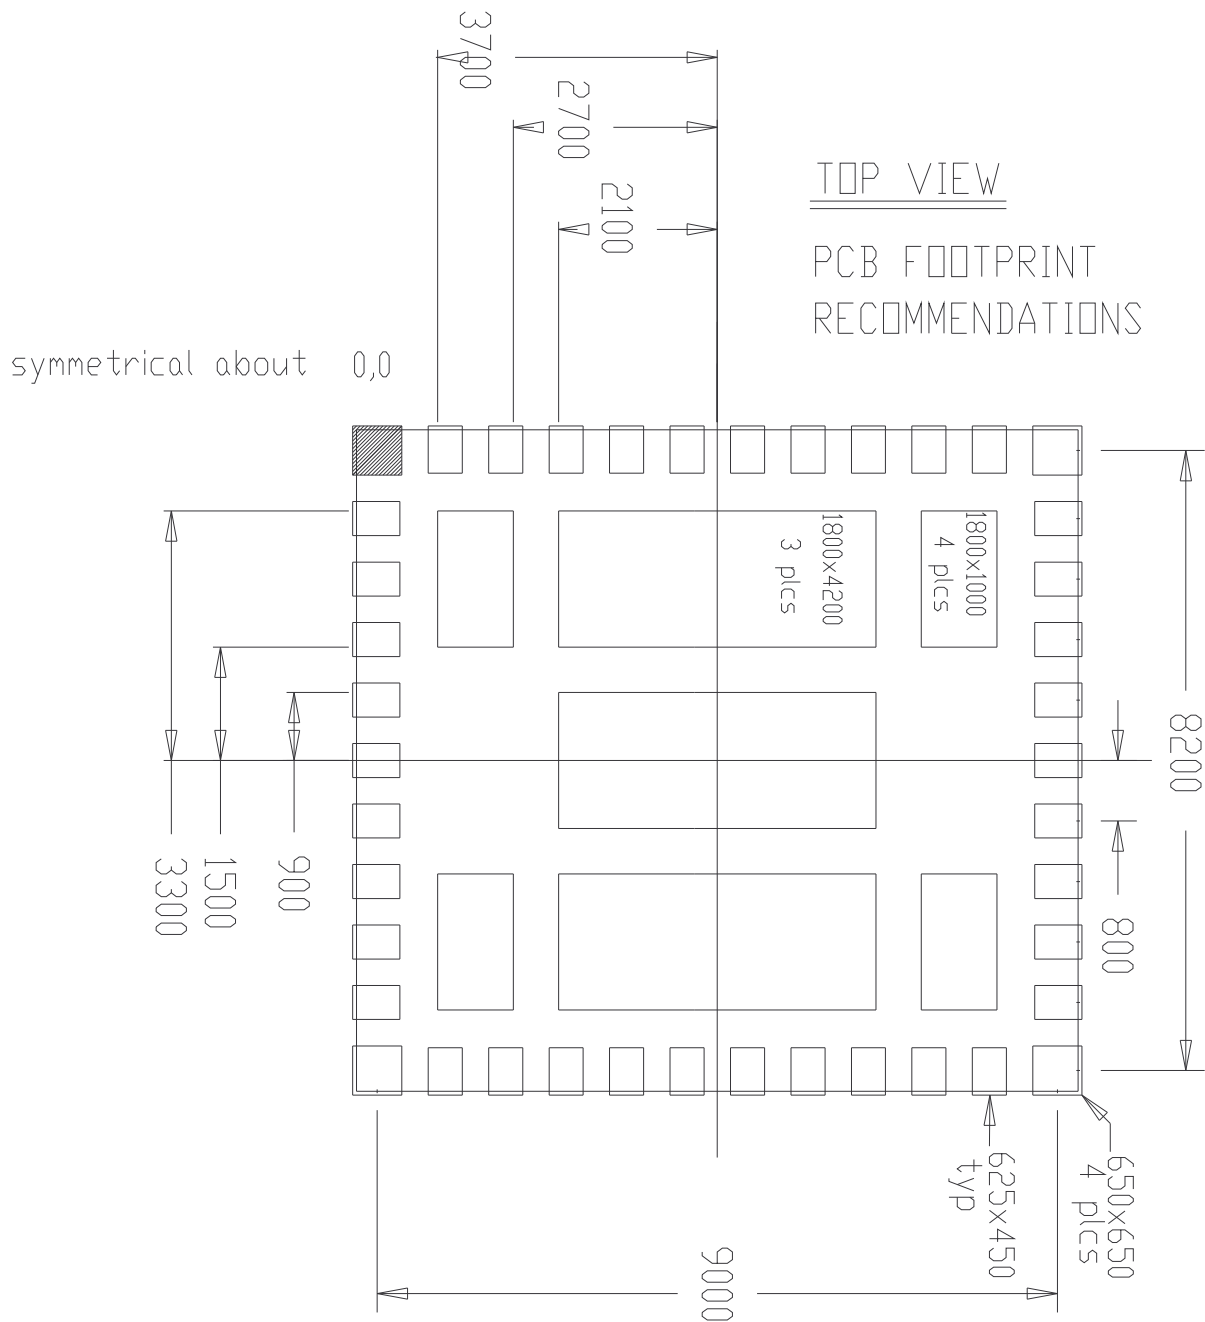 3700
2700
2100
TOP VIEW
PCB FOOTPRINT
RECOMMENDATIONS
symmetrical about 0,0
1800x4200
3 plcs
1800x1000
4 plcs
8200
800
900
1500
3300
650x650
4 plcs
625x450
typ
9000